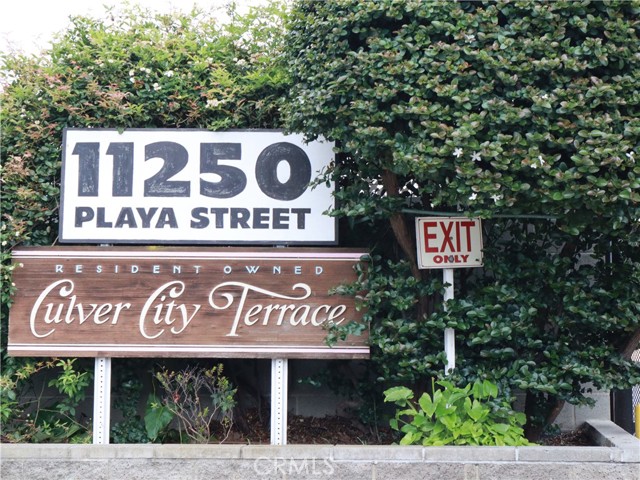 11250
PLAYA STREET
RESIDENT OWNED
Culver City Terrace
EXIT
ONLY
CRMLS